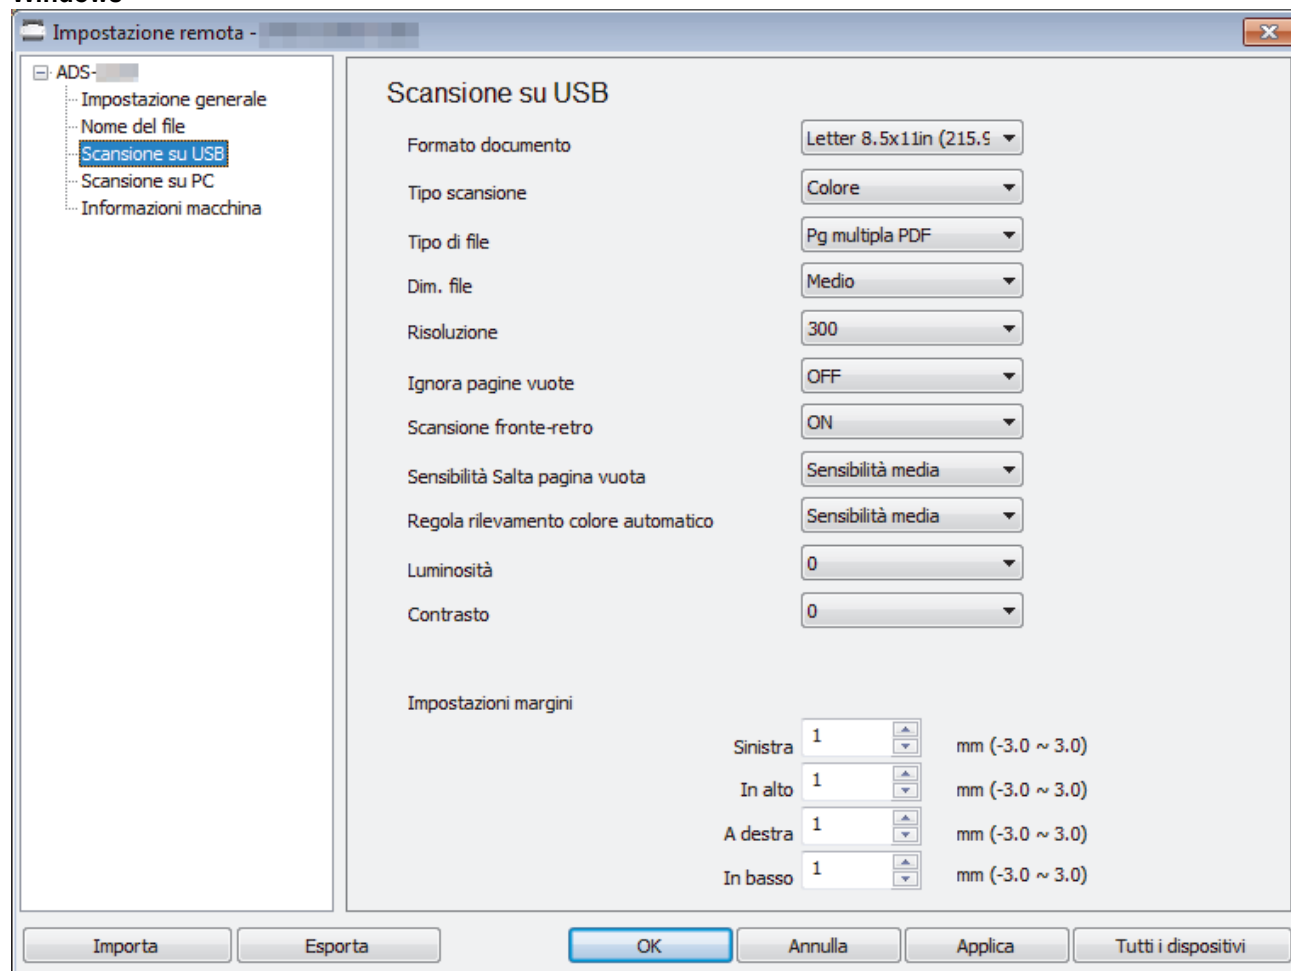 Windows
Impostazione remota -
ADS-
Impostazione generale
Nome del file
Scansione su USB
Scansione su PC
Informazioni macchina
Scansione su USB
Formato documento Letter 8.5x11in (215.9
Tipo scansione Colore
Tipo di file Pg multipla PDF
Dim. file Medio
Risoluzione 300
Ignora pagine vuote OFF
Scansione fronte-retro ON
Sensibilità Salta pagina vuota Sensibilità media
Regola rilevamento colore automatico Sensibilità media
Luminosità 0
Contrasto 0
Impostazioni margini
Sinistra 1 mm (-3.0 ~ 3.0)
In alto 1 mm (-3.0 ~ 3.0)
A destra 1 mm (-3.0 ~ 3.0)
In basso 1 mm (-3.0 ~ 3.0)
Importa Esporta OK Annulla Applica Tutti i dispositivi